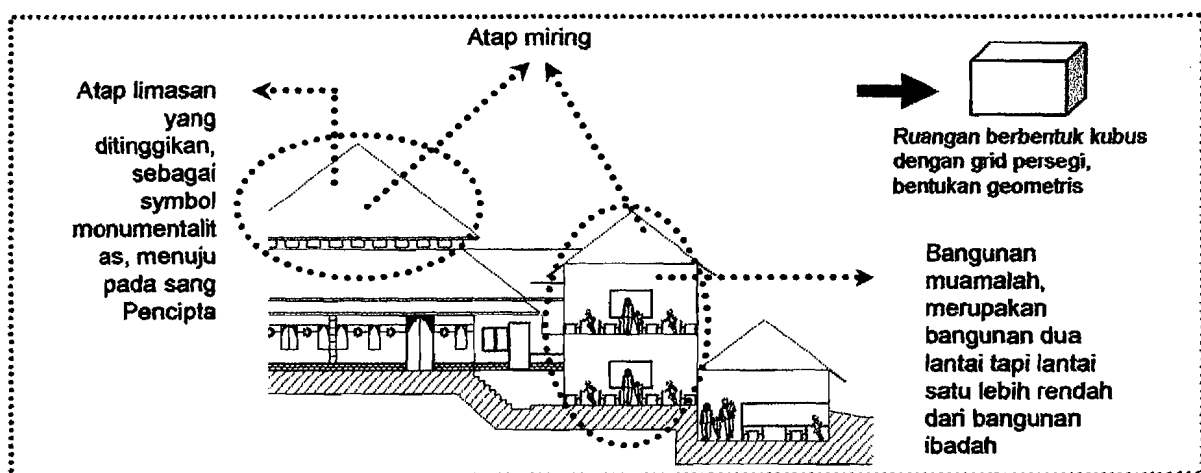 Atap miring
Atap limasan
yang
ditinggikan,
sebagai
symbol
monumentalit
as, menuju
pada sang
Pencipta
Ruangan berbentuk kubus
dengan grid persegi,
bentukan geometris
Bangunan
muamalah,
merupakan
bangunan dua
lantai tapi lantai
satu lebih rendah
dari bangunan
ibadah